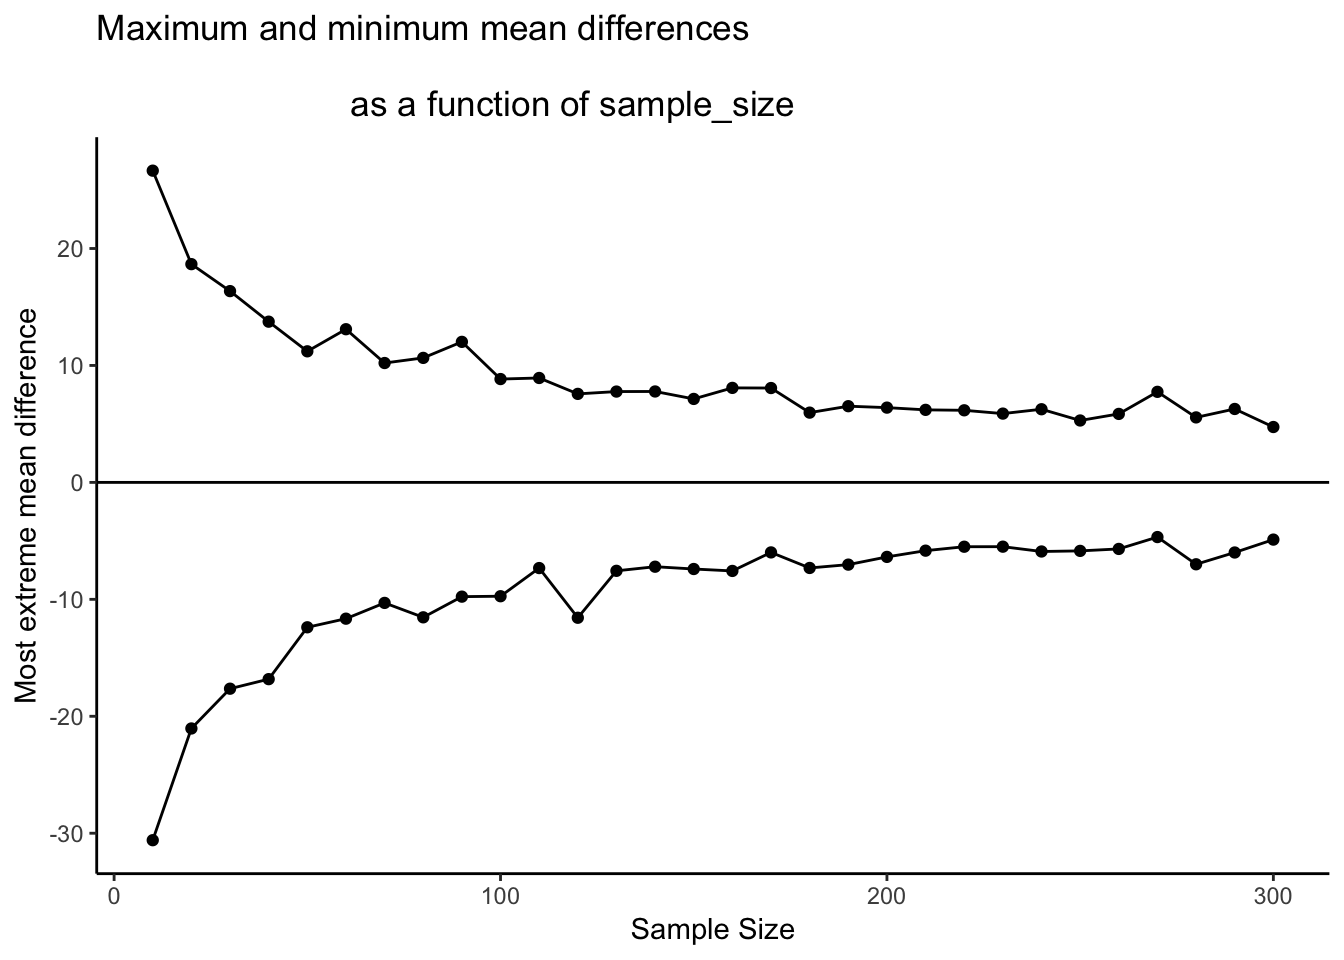 Maximum and minimum mean differences
as a function of sample_size
Most extreme mean difference
20
10
0
-10
-20
-30
0
100
200
300
Sample Size